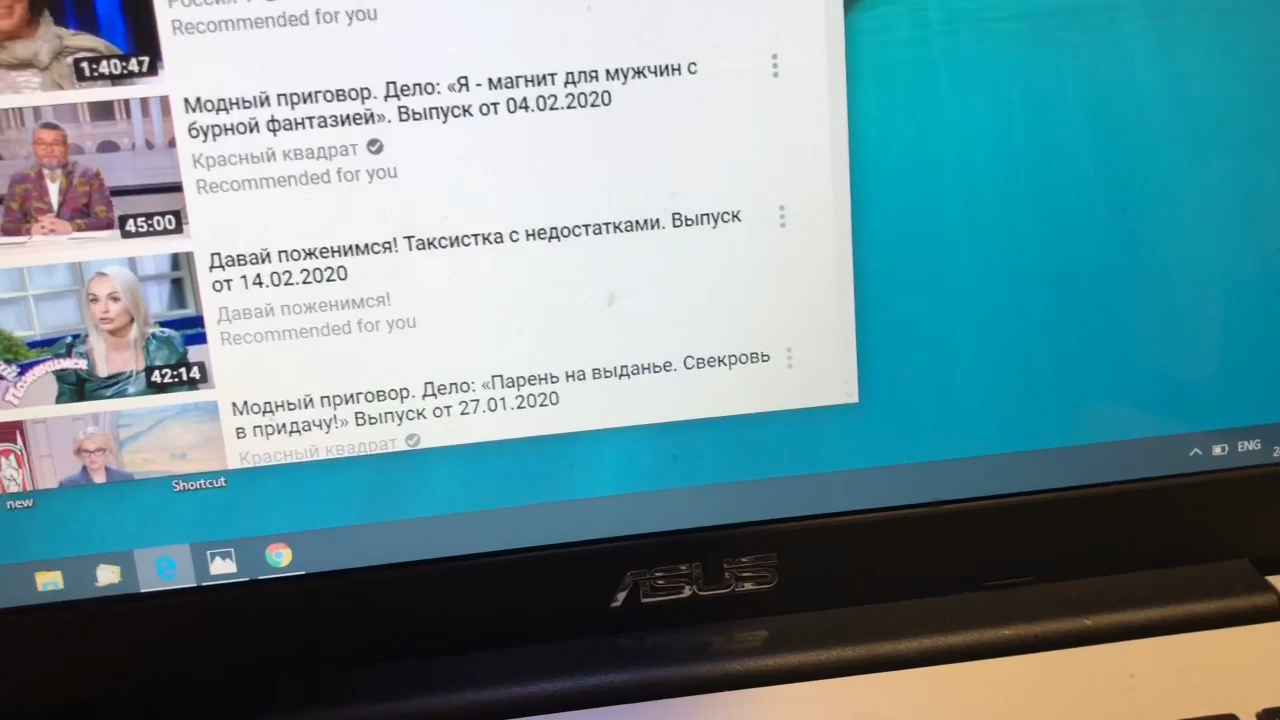 Recommended for you
1:40:47
Модный приговор. Дело: «Я - магнит для мужчин с
бурной фантазией». Выпуск от 04.02.2020
Красный квадрат
Recommended for you
45:00
Давай поженимся! Таксистка с недостатками. Выпуск
от 14.02.2020
Давай поженимся!
Recommended for you
42:14
Модный приговор. Дело: «Парень на выданье. Свекровь
в придачу!» Выпуск от 27.01.2020
Красный квадрат
new
Shortcut
ENG
ASUS